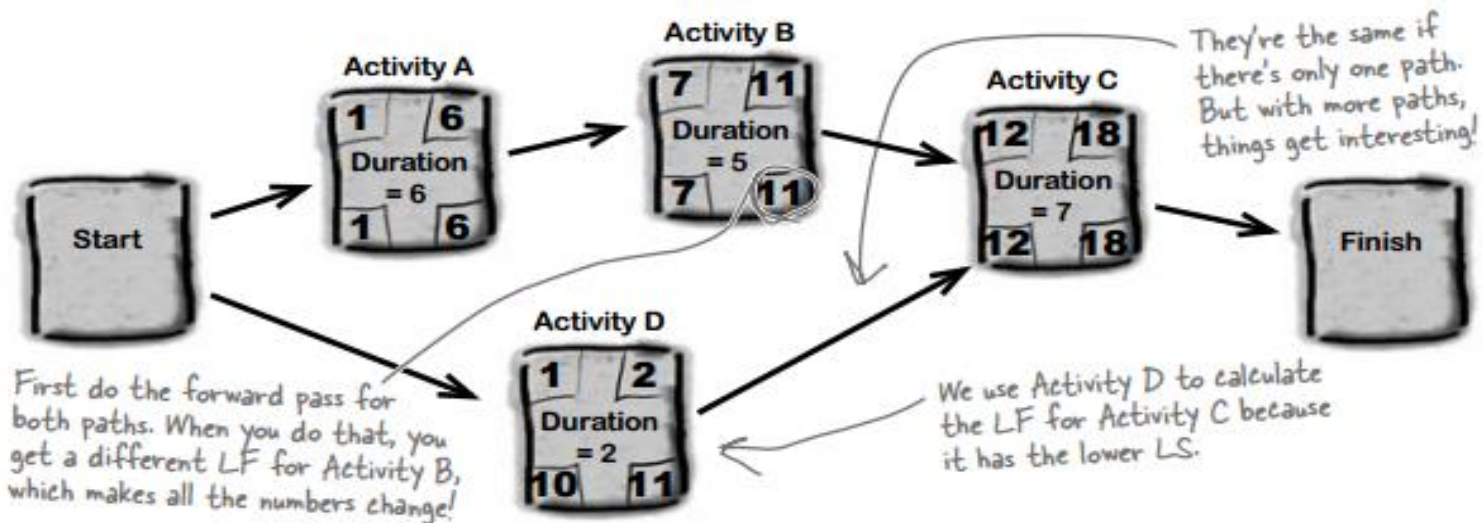 Activity B
They're the same if
there's only one path.
But with more paths,
things get interesting!
Activity A
7 11
Duration
= 5
7 11
Activity C
1 6
Duration
= 6
1 6
12 18
Duration
= 7
12 18
Start
Finish
Activity D
1 2
Duration
= 2
10 11
First do the forward pass for
both paths. When you do that, you
get a different LF for Activity B,
which makes all the numbers change!
We use Activity D to calculate
the LF for Activity C because
it has the lower LS.